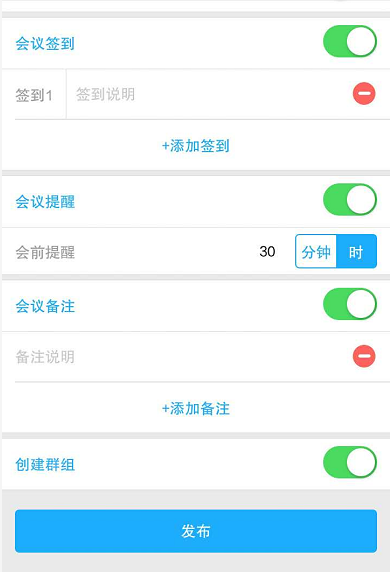 会议签到
签到1 签到说明
+添加签到
会议提醒
会前提醒 30 分钟 时
会议备注
备注说明
+添加备注
创建群组
发布